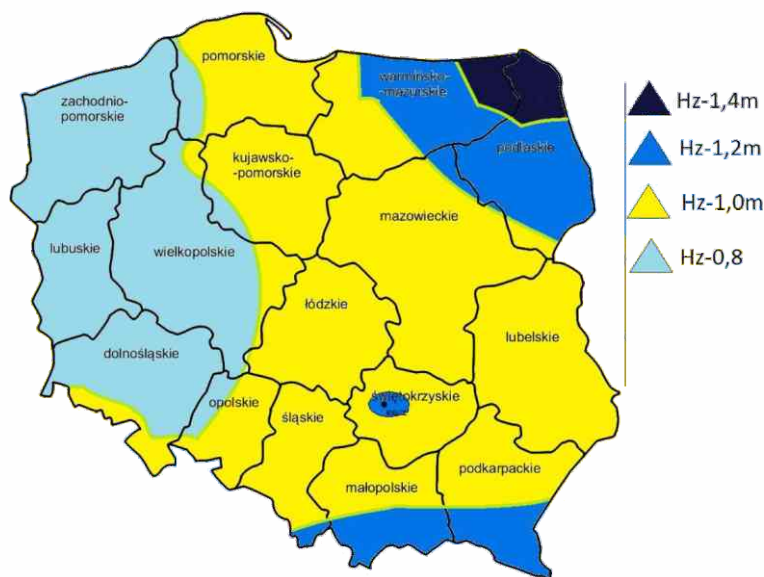 pomorskie
zachodnio-
pomorskie
warmińsko-
-mazurskie
podlaskie
kujawsko-
-pomorskie
mazowieckie
lubuskie
wielkopolskie
łódzkie
lubelskie
dolnośląskie
opolskie
śląskie
świętokrzyskie
małopolskie
podkarpackie
Hz-1,4m
Hz-1,2m
Hz-1,0m
Hz-0,8